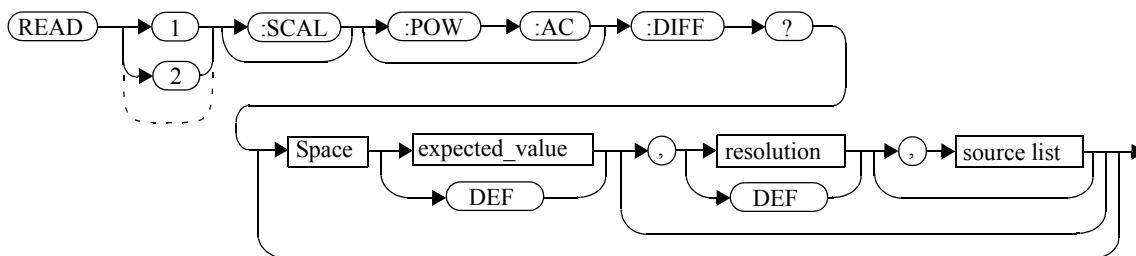 READ 1 :SCAL :POW :AC :DIFF ?
2
Space expected_value , resolution , source list
DEF DEF